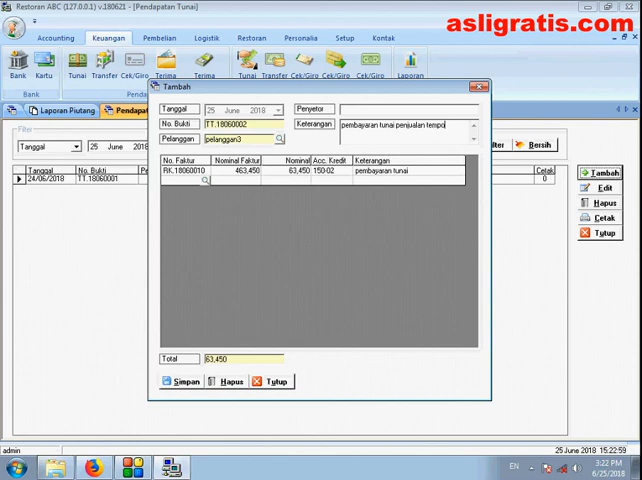 Restoran ABC (127.0.0.1) v.180621 - [Pendapatan Tunai]
asligratis.com
Accounting Keuangan Pembelian Logistik Restoran Personalia Setup Kontak
Bank Kartu Tunai Transfer Cek/Giro Terima Terima Tunai Transfer Cek/Giro Cek/Giro Laporan
Bank
Laporan Piutang
Filter
Tanggal 25 June 2018
Bersih
Tanggal No. Bukti Cetak
24/06/2018 TT.18060001 0
Tambah
Edit
Hapus
Cetak
Tutup
Tambah
Tanggal 25 June 2018 Penyetor
No. Bukti TT.18060002 Keterangan pembayaran tunai penjualan tempo
Pelanggan pelanggan3
No. Faktur Nominal Faktur Nominal Acc. Kredit Keterangan
RK.18060010 463,450 63,450 150-02 pembayaran tunai
Total 63,450
Simpan Hapus Tutup
admin 25 June 2018 15:22:59
EN 3:22 PM
6/25/2018